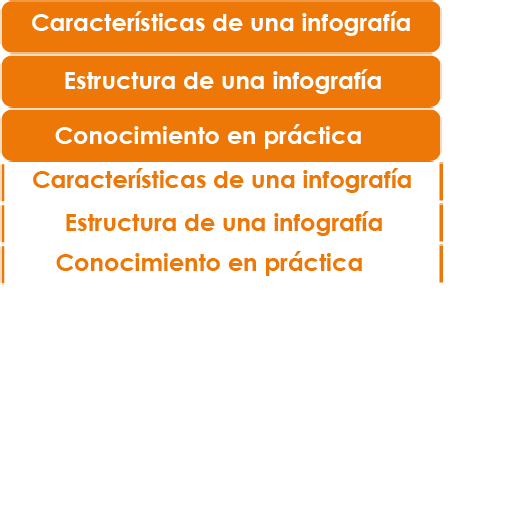 Características de una infografía
Estructura de una infografía
Conocimiento en práctica
Características de una infografía
Estructura de una infografía
Conocimiento en práctica